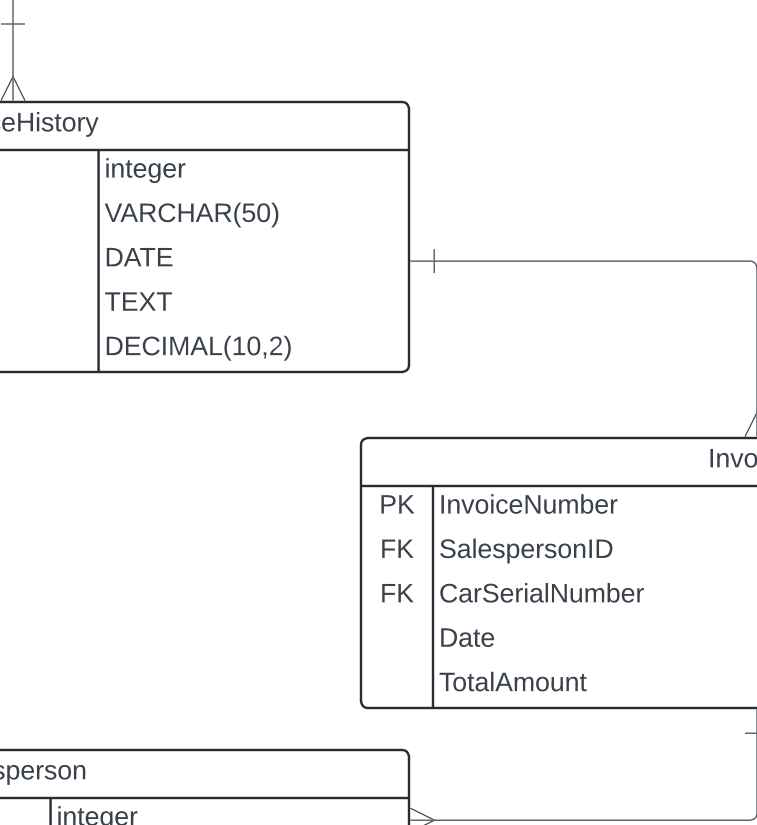 eHistory
integer
VARCHAR(50)
DATE
TEXT
DECIMAL(10,2)
Invo
PK InvoiceNumber
FK SalespersonID
FK CarSerialNumber
Date
TotalAmount
sperson
integer